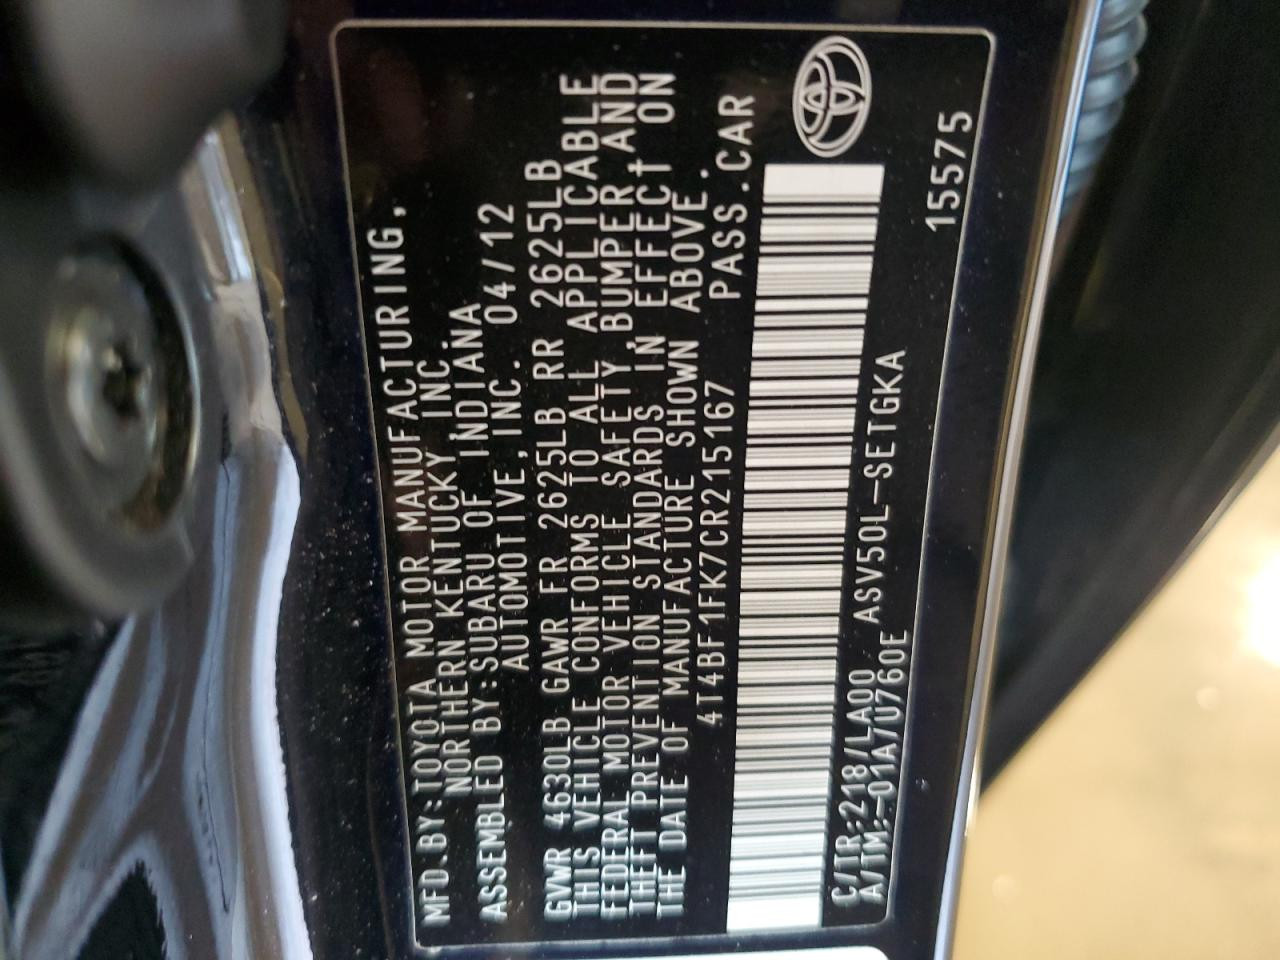 MFD.BY:TOYOTA MOTOR MANUFACTURING,
NORTHERN KENTUCKY INC.
ASSEMBLED BY:SUBARU OF INDIANA
AUTOMOTIVE,INC. 04/12
GVWR 4630LB GAWR FR 2625LB RR 2625LB
THIS VEHICLE CONFORMS TO ALL APPLICABLE
FEDERAL MOTOR VEHICLE SAFETY,BUMPER,AND
THEFT PREVENTION STANDARDS IN EFFECT ON
THE DATE OF MANUFACTURE SHOWN ABOVE.
4T4BF1FK7CR215167 PASS.CAR
C/TR:218/LA00 ASV50L-SETGKA
A/TM:-01A/U760E
15575